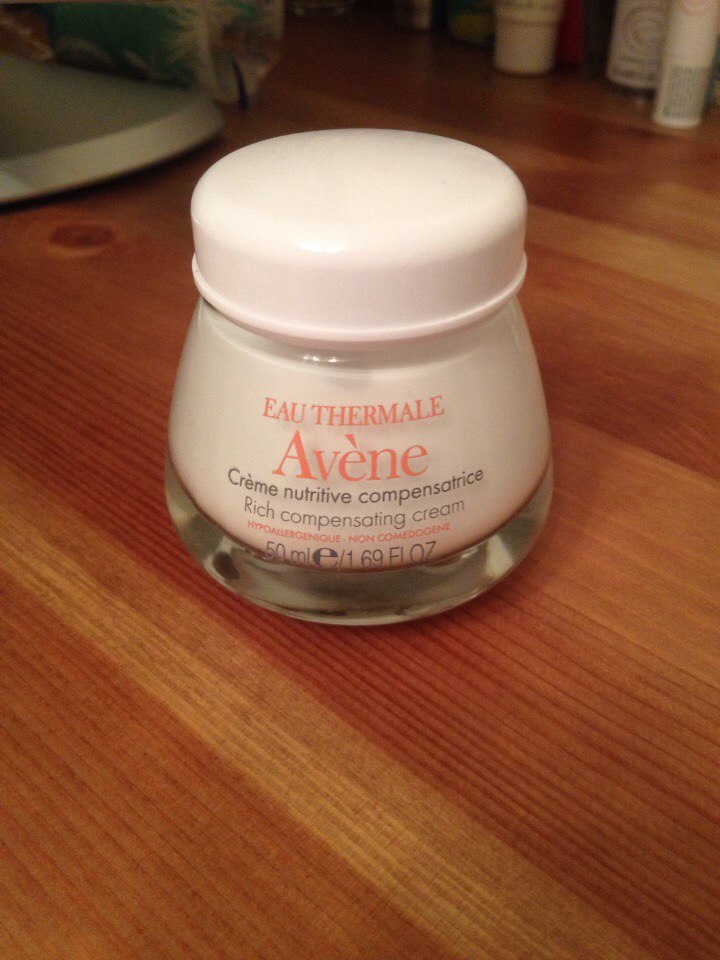 EAU THERMALE
Avène
Crème nutritive compensatrice
Rich compensating cream
HYPOALLERGENIQUE - NON COMEDOGENE
50 ml e/1.69 FL.OZ